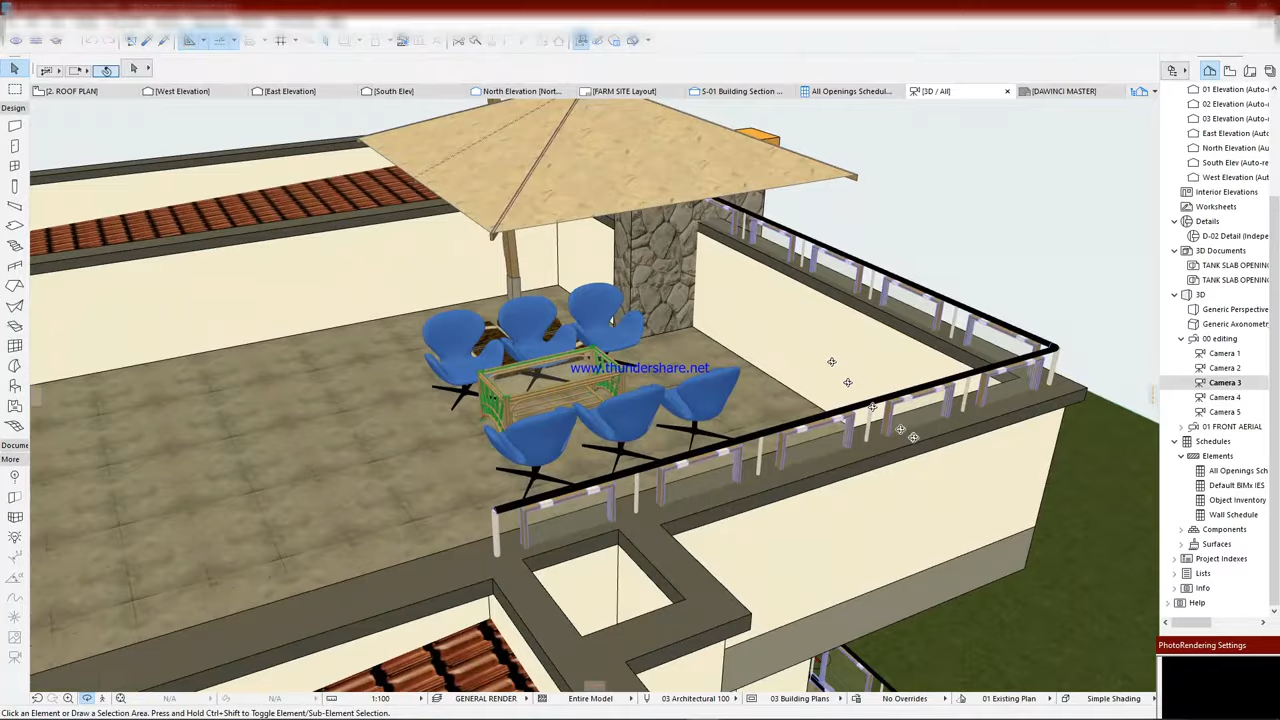 [2. ROOF PLAN]
[West Elevation]
[East Elevation]
[South Elev]
North Elevation [Nort...
[FARM SITE Layout]
S-01 Building Section ...
All Openings Schedul...
[3D / All]
[DAWINCI MASTER]
Design
Docume
More
01 Elevation (Auto-r
02 Elevation (Auto-r
03 Elevation (Auto-r
East Elevation (Auto-
North Elevation (Au
South Elev (Auto-re
West Elevation (Aut
Interior Elevations
Worksheets
Details
D-02 Detail (Indepe
3D Documents
TANK SLAB OPENING
TANK SLAB OPENING
3D
Generic Perspective
Generic Axonometry
00 editing
Camera 1
Camera 2
Camera 3
Camera 4
Camera 5
01 FRONT AERIAL
Schedules
Elements
All Openings Sch
Default BIMx IES
Object Inventory
Wall Schedule
Components
Surfaces
Project Indexes
Lists
Info
Help
PhotoRendering Settings
www.thundershare.net
N/A
N/A
1:100
GENERAL RENDER
Entire Model
03 Architectural 100
03 Building Plans
No Overrides
01 Existing Plan
Simple Shading
Click an Element or Draw a Selection Area. Press and Hold Ctrl+Shift to Toggle Element/Sub-Element Selection.